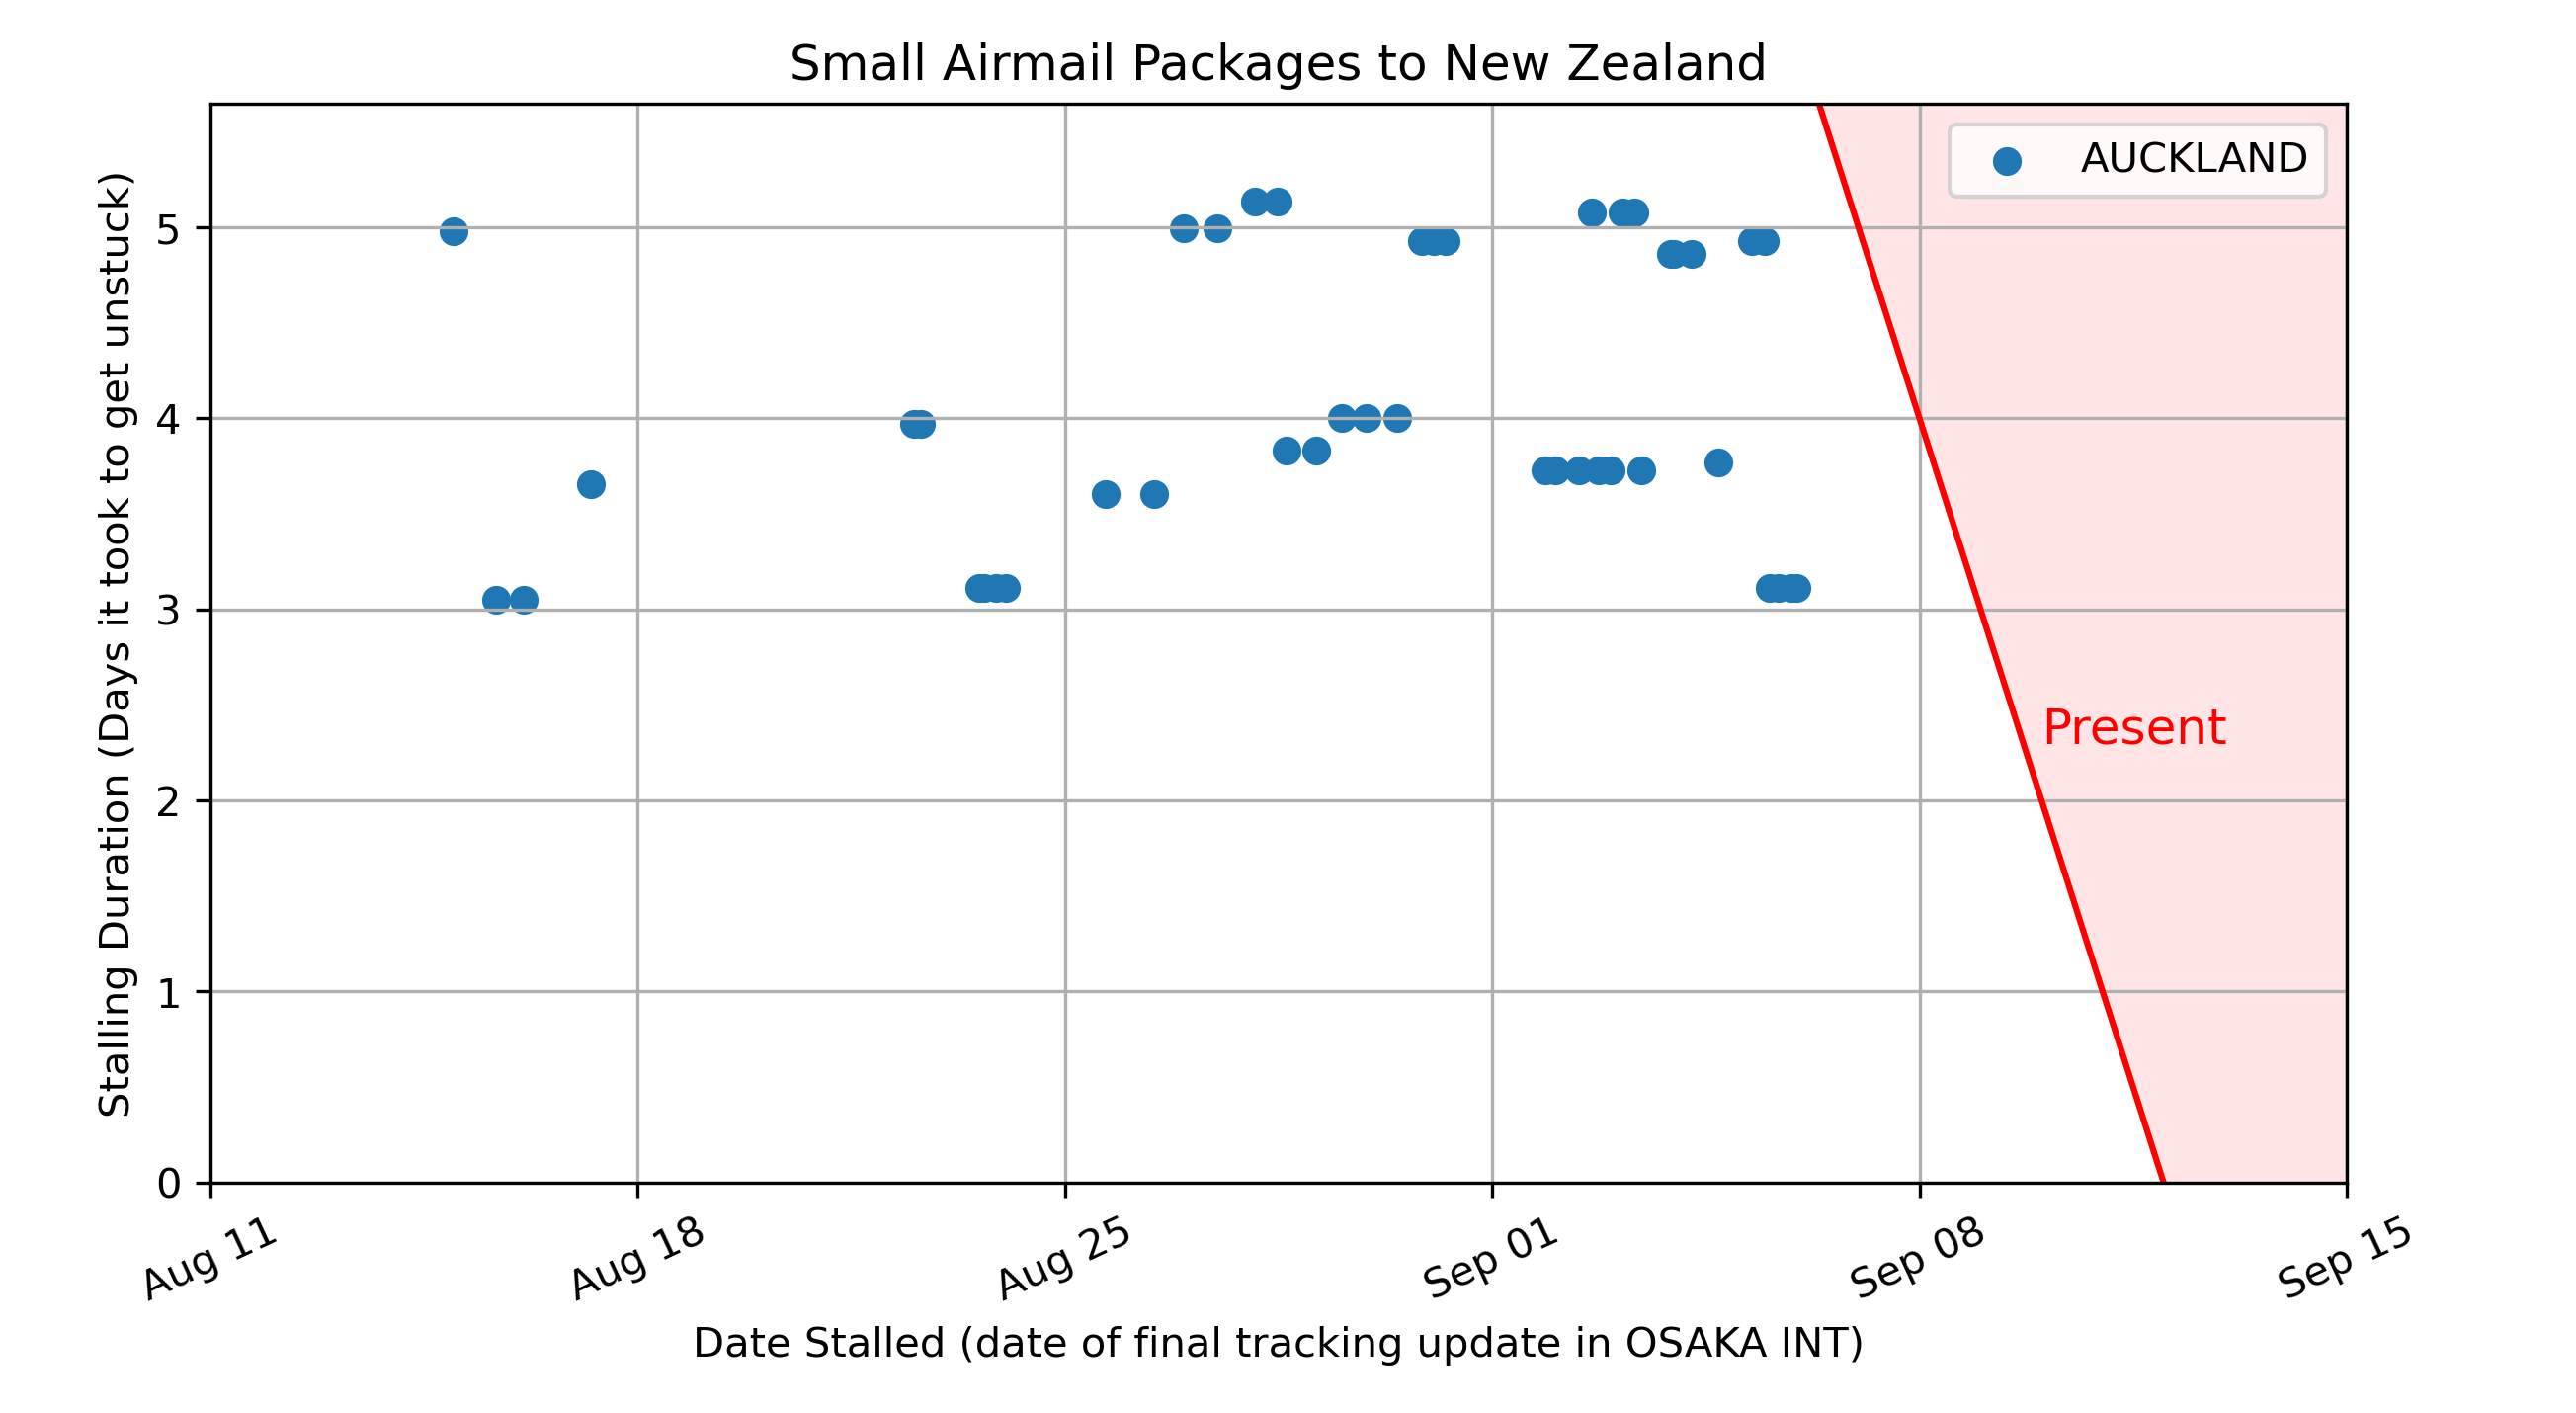 Small Airmail Packages to New Zealand
AUCKLAND
Stalling Duration (Days it took to get unstuck)
5
4
3
2
1
0
Present
Aug 11
Aug 18
Aug 25
Sep 01
Sep 08
Sep 15
Date Stalled (date of final tracking update in OSAKA INT)